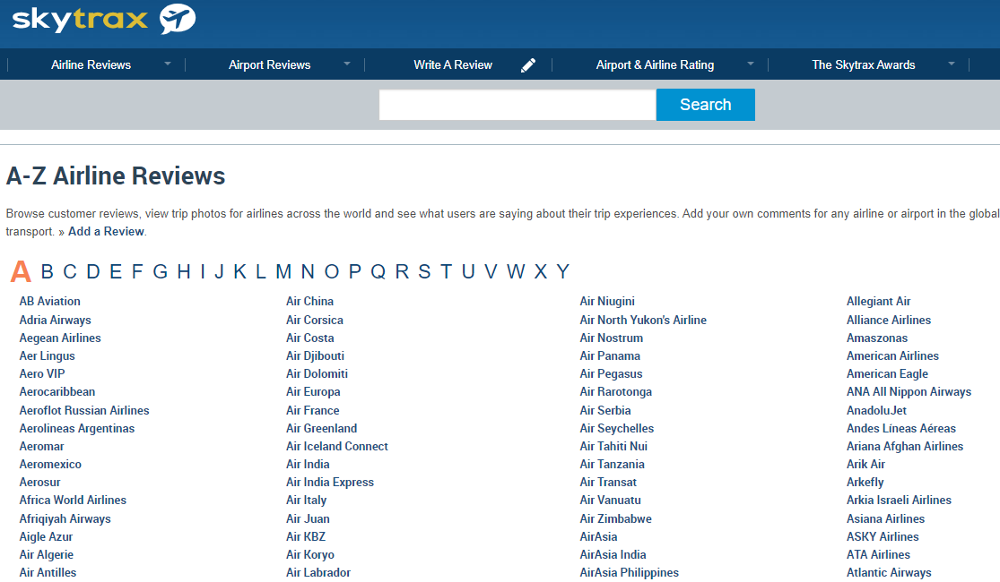 skytrax
Airline Reviews
Airport Reviews
Write A Review
Airport & Airline Rating
The Skytrax Awards
Search
A-Z Airline Reviews
Browse customer reviews, view trip photos for airlines across the world and see what users are saying about their trip experiences. Add your own comments for any airline or airport in the global
transport. » Add a Review.
A B C D E F G H I J K L M N O P Q R S T U V W X Y
AB Aviation
Adria Airways
Aegean Airlines
Aer Lingus
Aero VIP
Aerocaribbean
Aeroflot Russian Airlines
Aerolineas Argentinas
Aeromar
Aeromexico
Aerosur
Africa World Airlines
Afriqiyah Airways
Aigle Azur
Air Algerie
Air Antilles
Air China
Air Corsica
Air Costa
Air Djibouti
Air Dolomiti
Air Europa
Air France
Air Greenland
Air Iceland Connect
Air India
Air India Express
Air Italy
Air Juan
Air KBZ
Air Koryo
Air Labrador
Air Niugini
Air North Yukon's Airline
Air Nostrum
Air Panama
Air Pegasus
Air Rarotonga
Air Serbia
Air Seychelles
Air Tahiti Nui
Air Tanzania
Air Transat
Air Vanuatu
Air Zimbabwe
AirAsia
AirAsia India
AirAsia Philippines
Allegiant Air
Alliance Airlines
Amaszonas
American Airlines
American Eagle
ANA All Nippon Airways
AnadoluJet
Andes Líneas Aéreas
Ariana Afghan Airlines
Arik Air
Arkefly
Arkia Israeli Airlines
Asiana Airlines
ASKY Airlines
ATA Airlines
Atlantic Airways